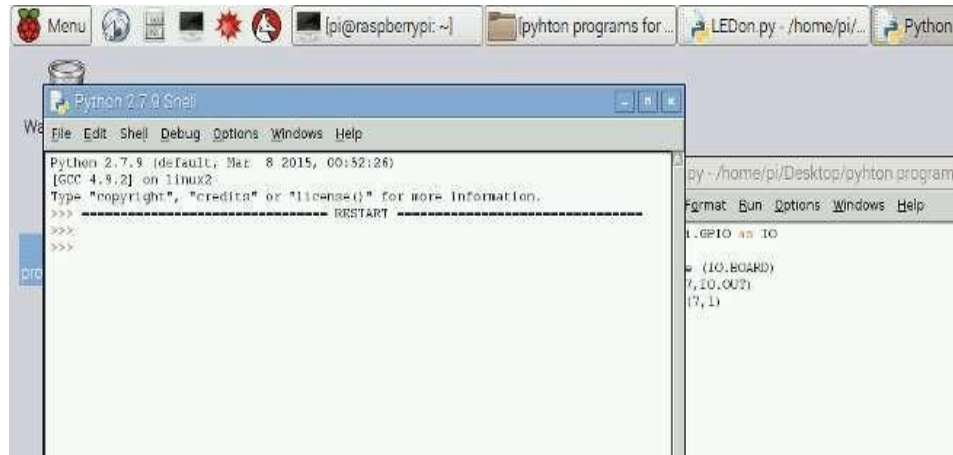 Menu [pi@raspberrypi: ~] [pyhton programs for ... LEDon.py - /home/pi/... Python
Wa
Python 2.7.9 Shell
File Edit Shell Debug Options Windows Help
Python 2.7.9 (default, Mar 8 2015, 00:52:26)
[GCC 4.9.2] on linux2
Type "copyright", "credits" or "license()" for more information.
>>> ================================ RESTART ================================
>>>
>>>
pro
py - /home/pi/Desktop/pyhton program
Format Run Options Windows Help
i.GPIO as IO
e (IO.BOARD)
7,IO.OUT)
(7,1)